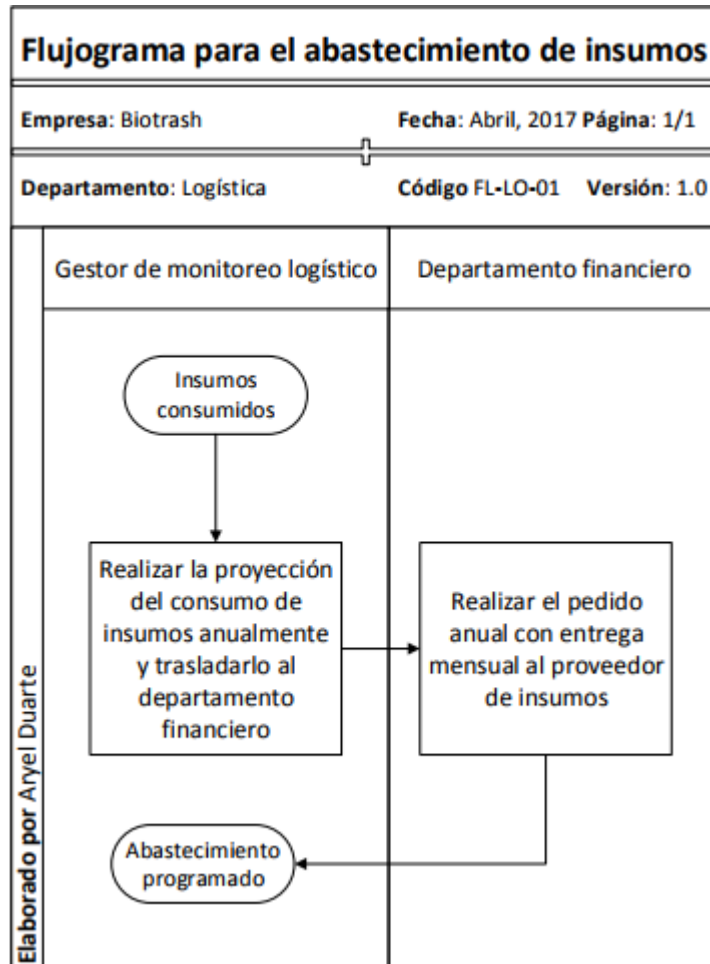 Flujograma para el abastecimiento de insumos
Empresa: Biotrash Fecha: Abril, 2017 Página: 1/1
Departamento: Logística Código FL-LO-01 Versión: 1.0
Gestor de monitoreo logístico
Departamento financiero
Insumos
consumidos
Realizar la proyección
del consumo de
insumos anualmente
y trasladarlo al
departamento
financiero
Realizar el pedido
anual con entrega
mensual al proveedor
de insumos
Abastecimiento
programado
Elaborado por Aryel Duarte